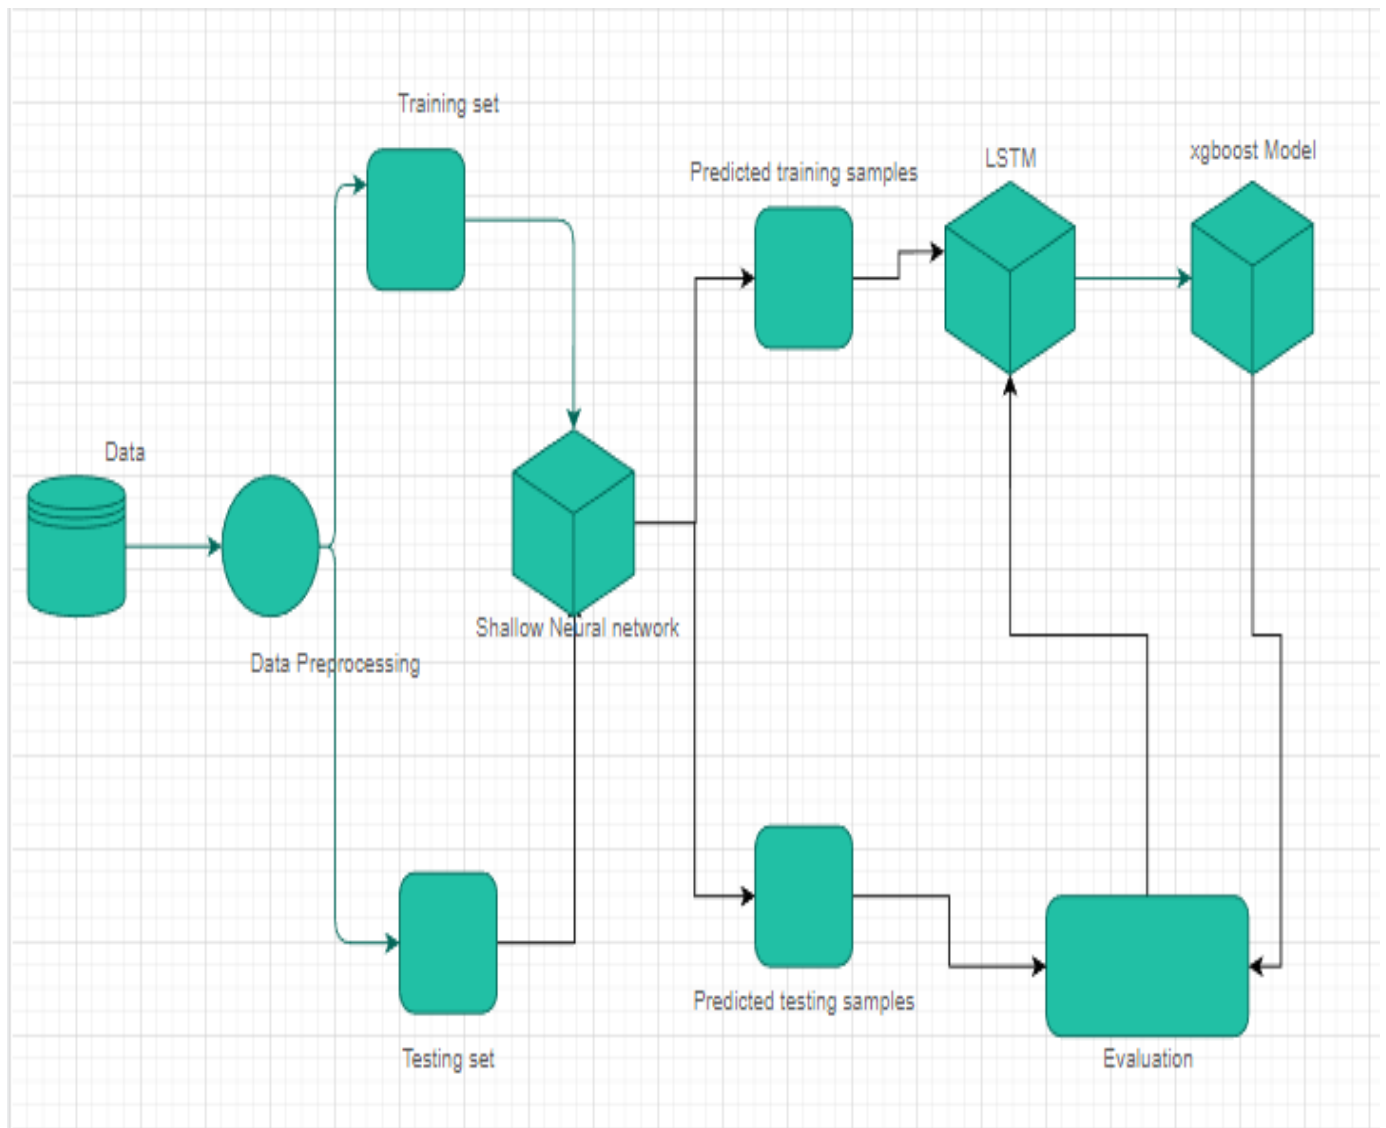 Training set
Predicted training samples
LSTM
xgboost Model
Data
Shallow Neural network
Data Preprocessing
Predicted testing samples
Testing set
Evaluation